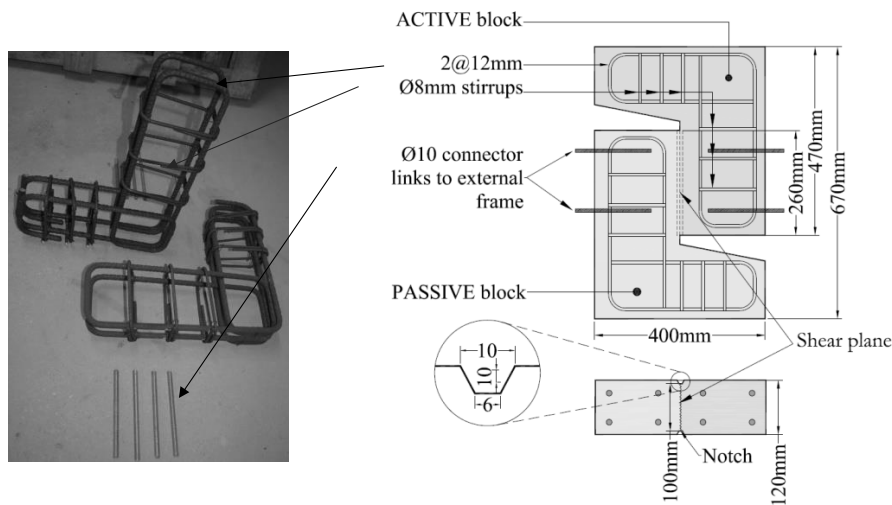 ACTIVE block
2@12mm
Ø8mm stirrups
Ø10 connector
links to external
frame
260mm
470mm
670mm
PASSIVE block
400mm
Shear plane
10
10
6
Notch
100mm
120mm